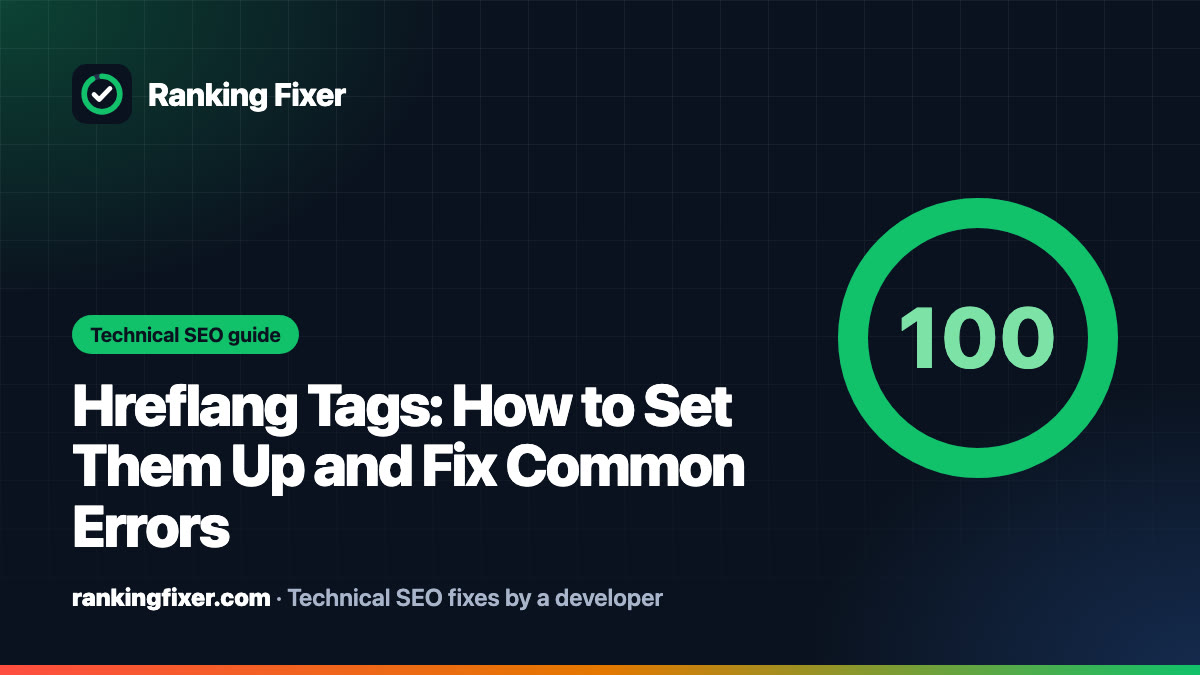 Ranking Fixer
Technical SEO guide
Hreflang Tags: How to Set
Them Up and Fix Common
Errors
rankingfixer.com · Technical SEO fixes by a developer
100